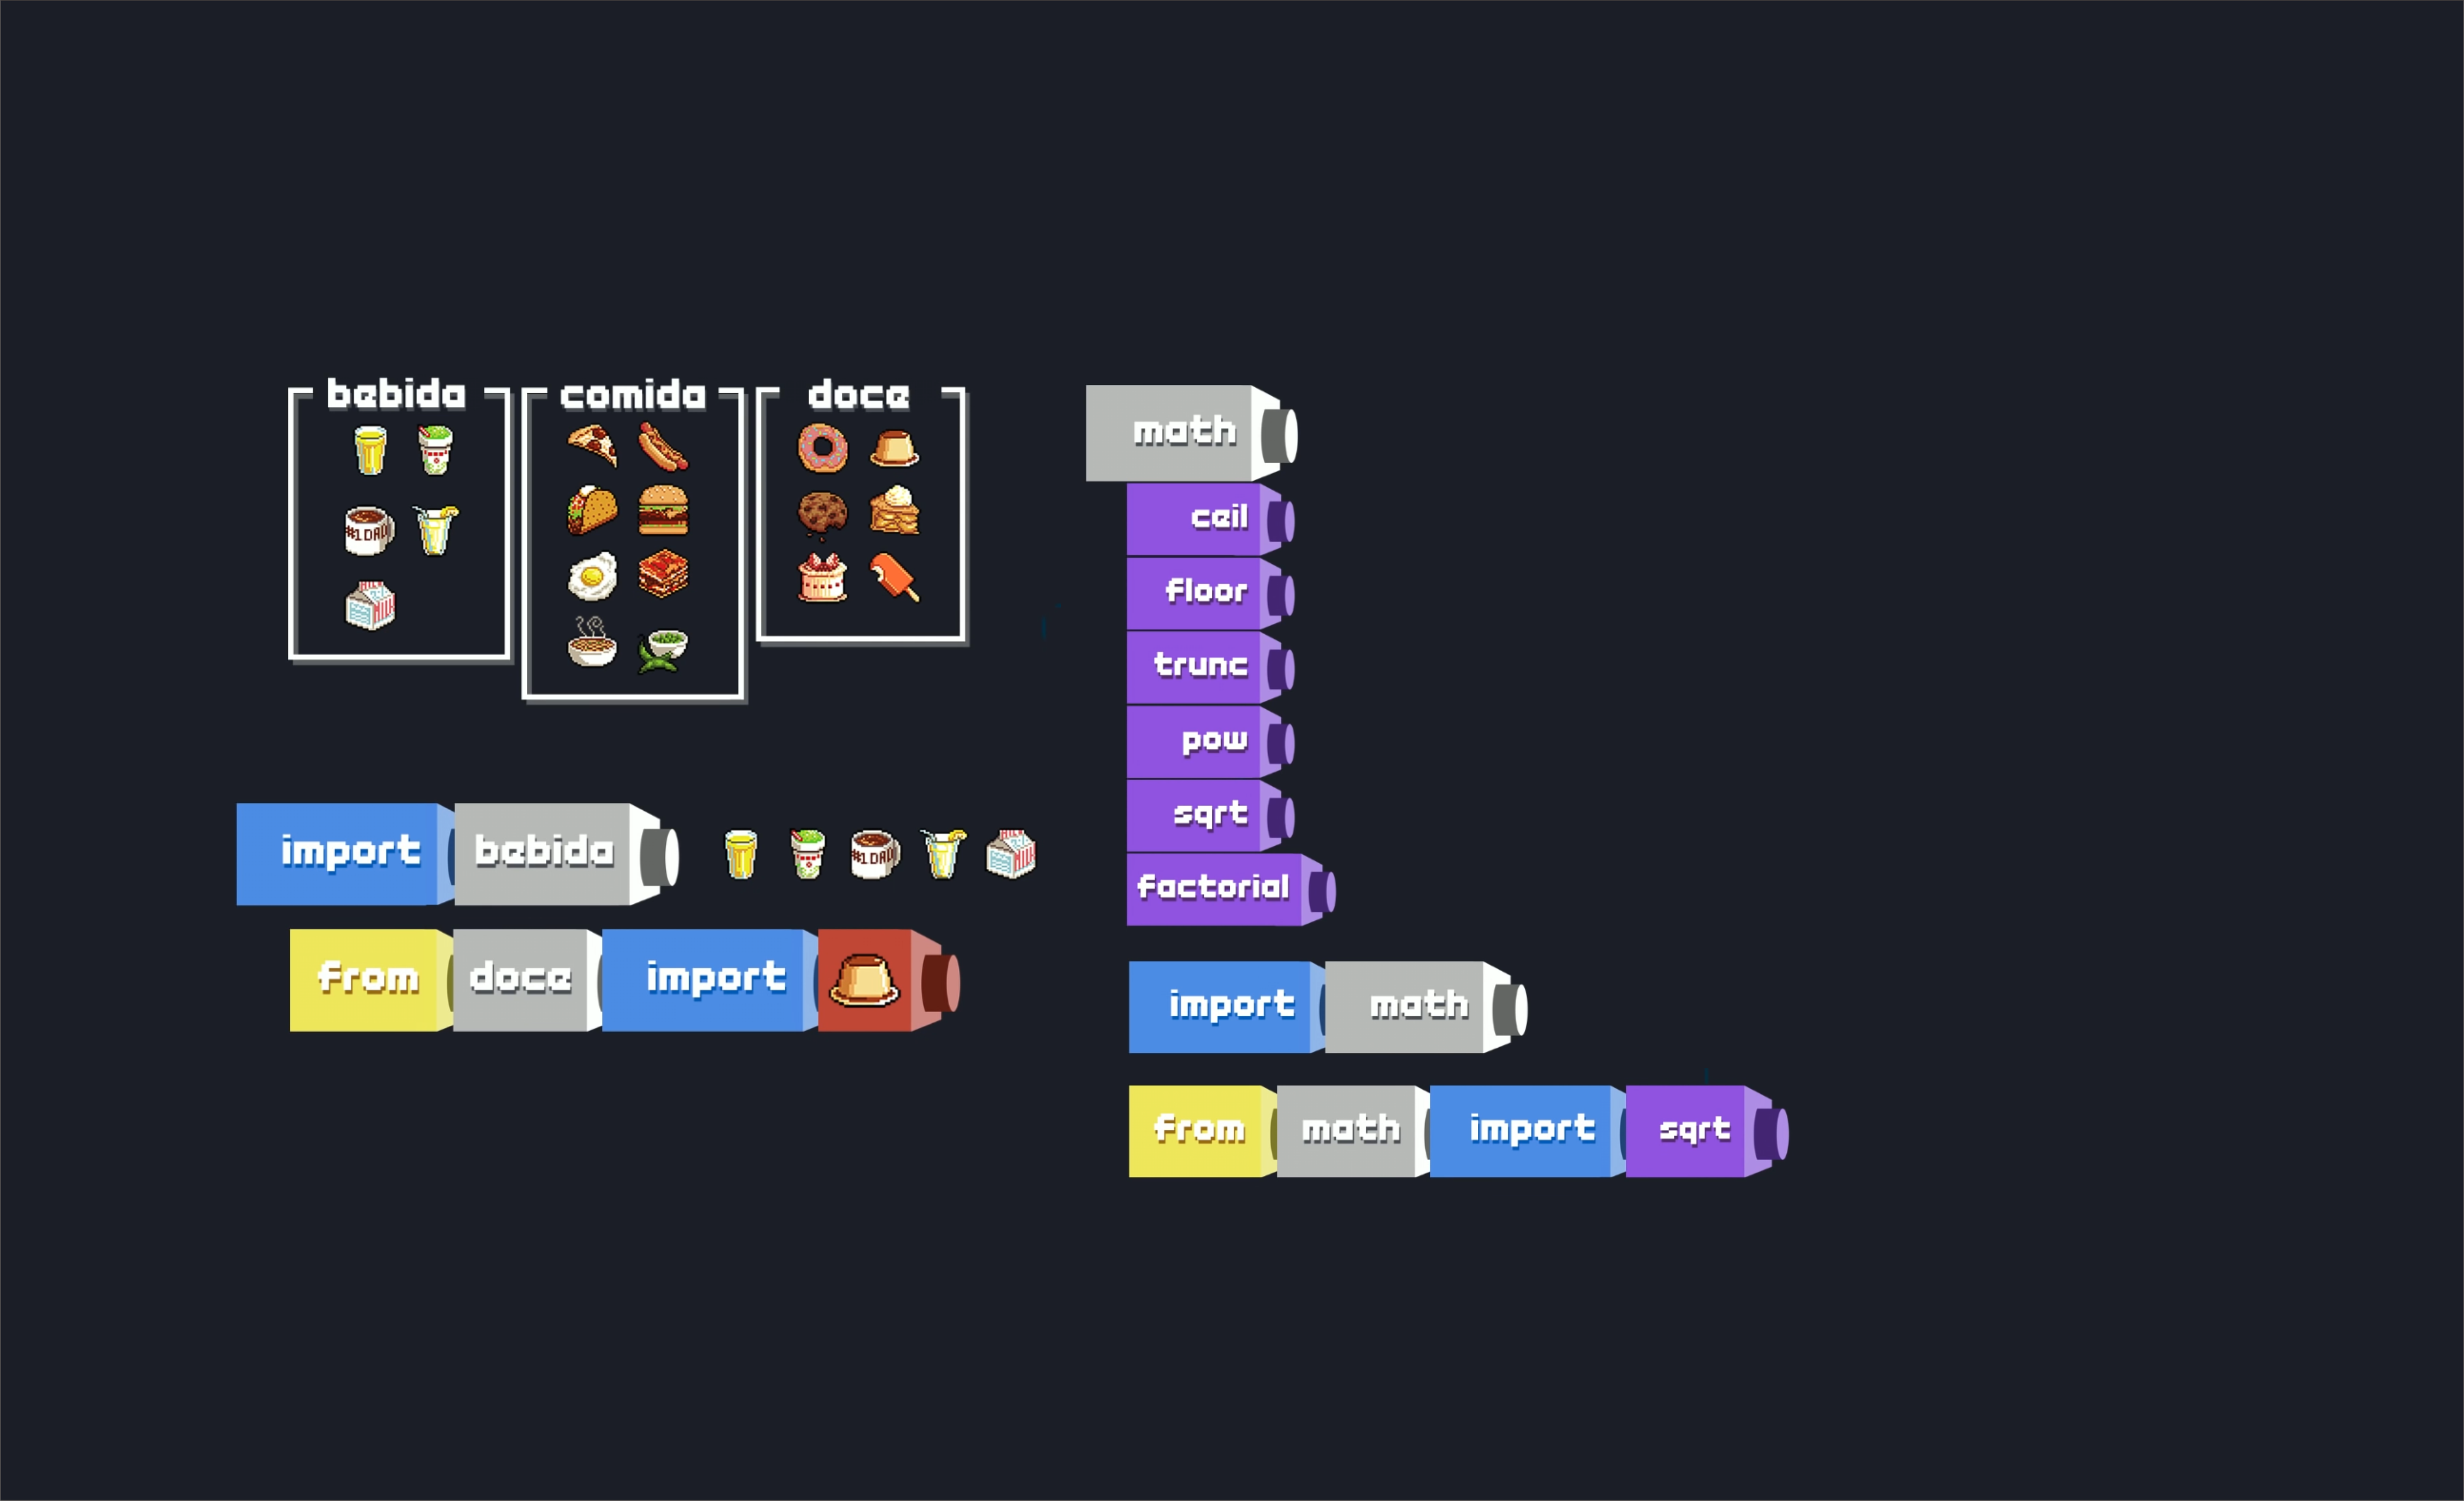 bebida
comida
doce
#1 DAD
import bebida
#1 DAD
from doce import
math
ceil
floor
trunc
pow
sqrt
factorial
import math
from math import sqrt